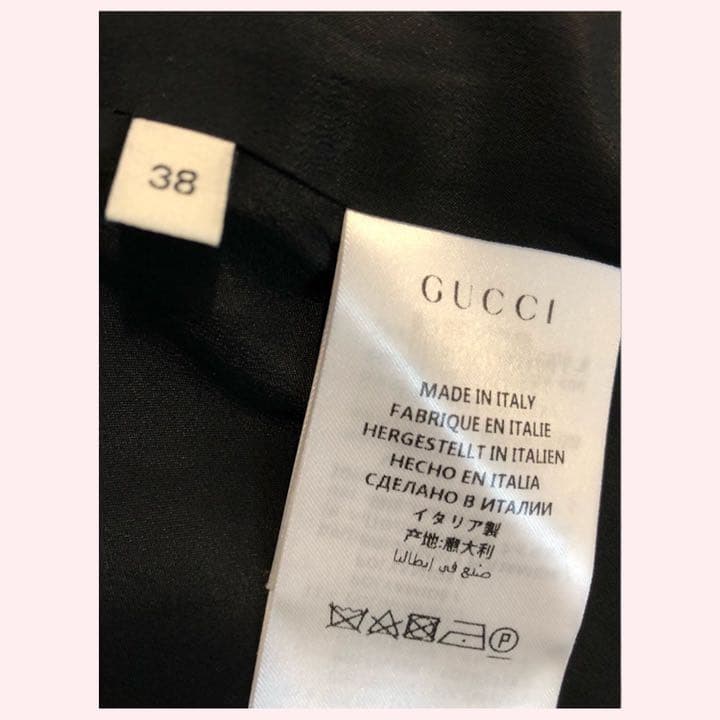 38
GUCCI
MADE IN ITALY
FABRIQUE EN ITALIE
HERGESTELLT IN ITALIEN
HECHO EN ITALIA
СДЕЛАНО В ИТАЛИИ
イタリア製
产地:意大利
صنع في إيطاليا
P